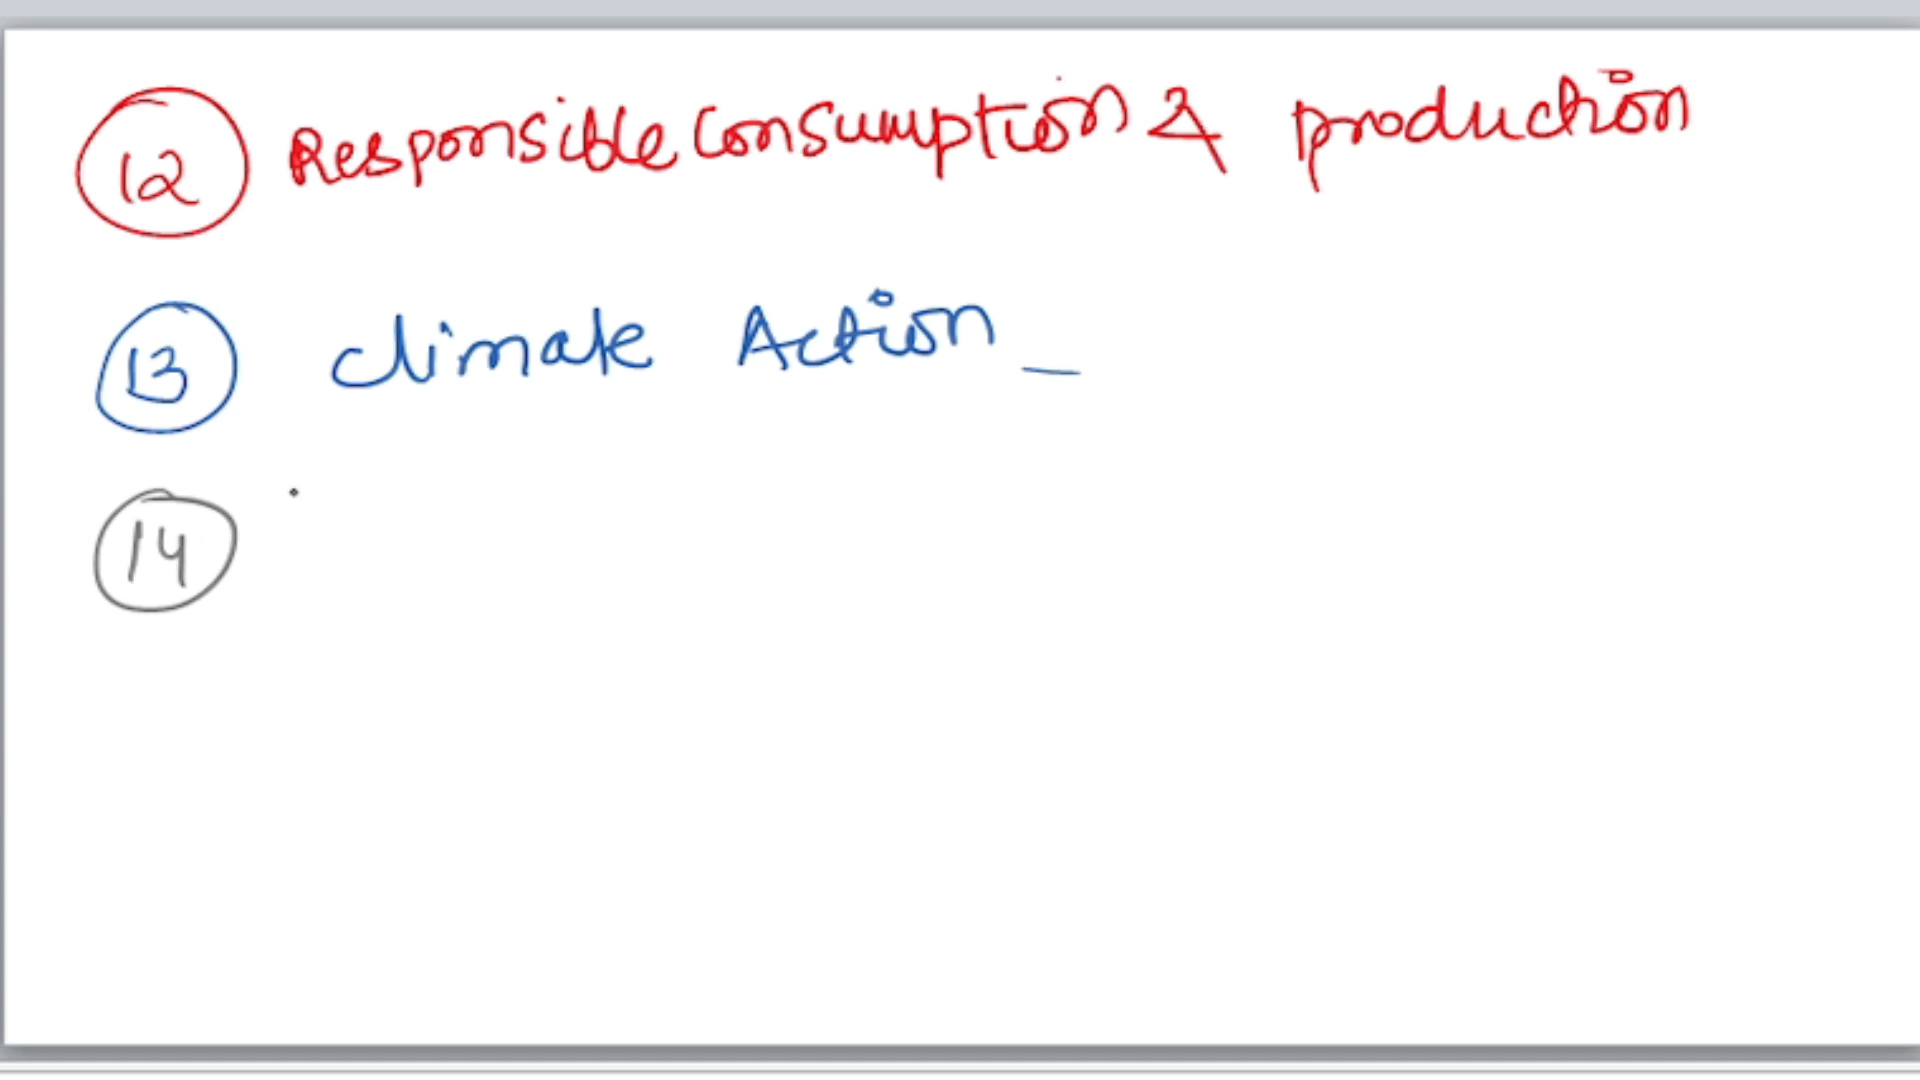 12 Responsible Consumption & production
13 climate Action -
14